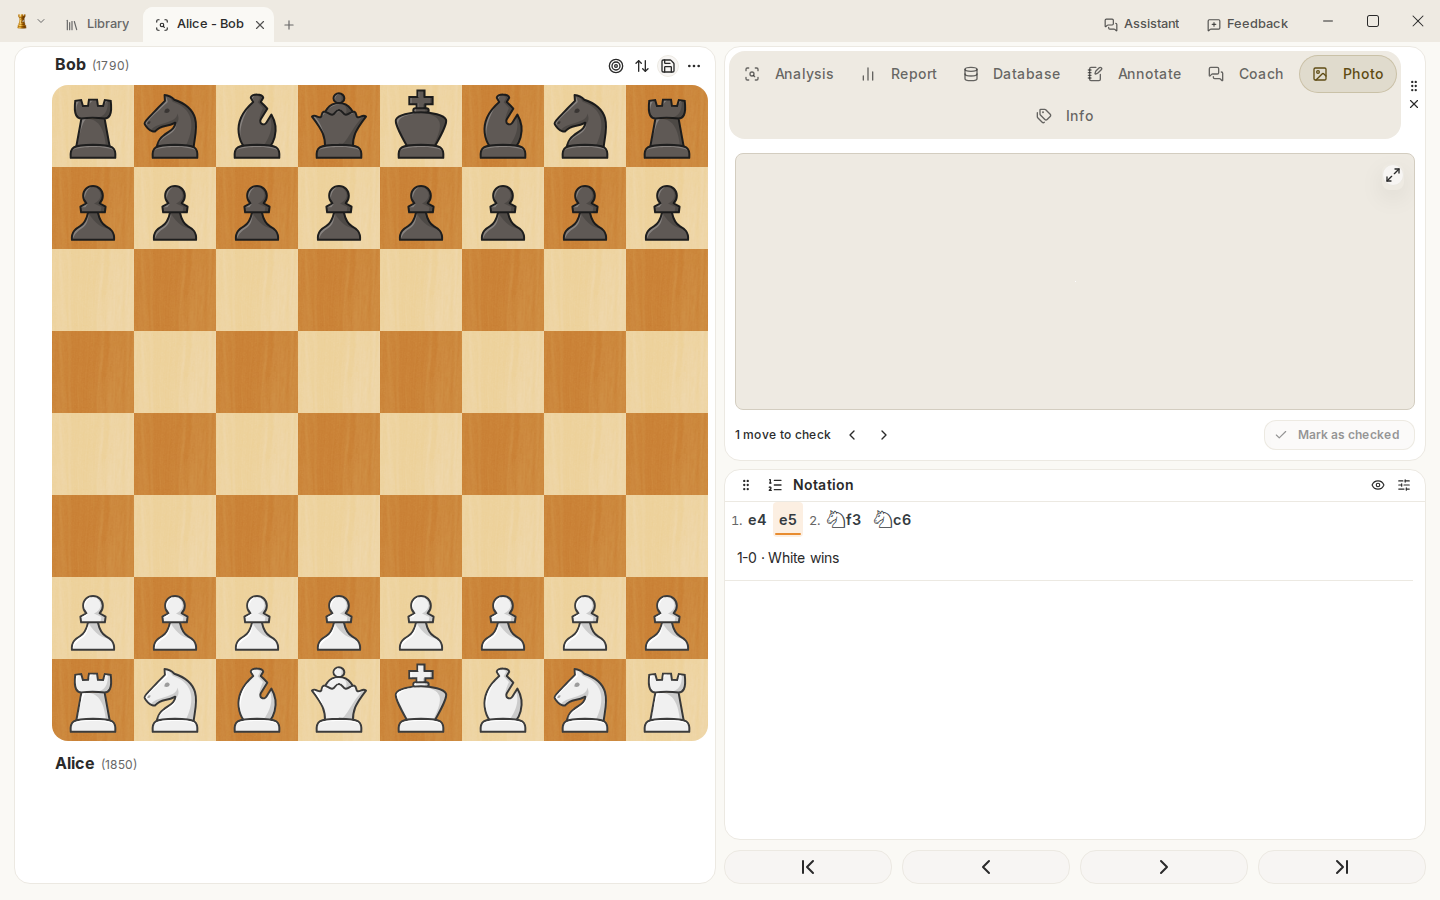 Library
Alice - Bob
Assistant
Feedback
Bob (1790)
Analysis
Report
Database
Annotate
Coach
Photo
Info
1 move to check
Mark as checked
Notation
1. e4 e5 2. ♘f3 ♘c6
1-0 · White wins
Alice (1850)